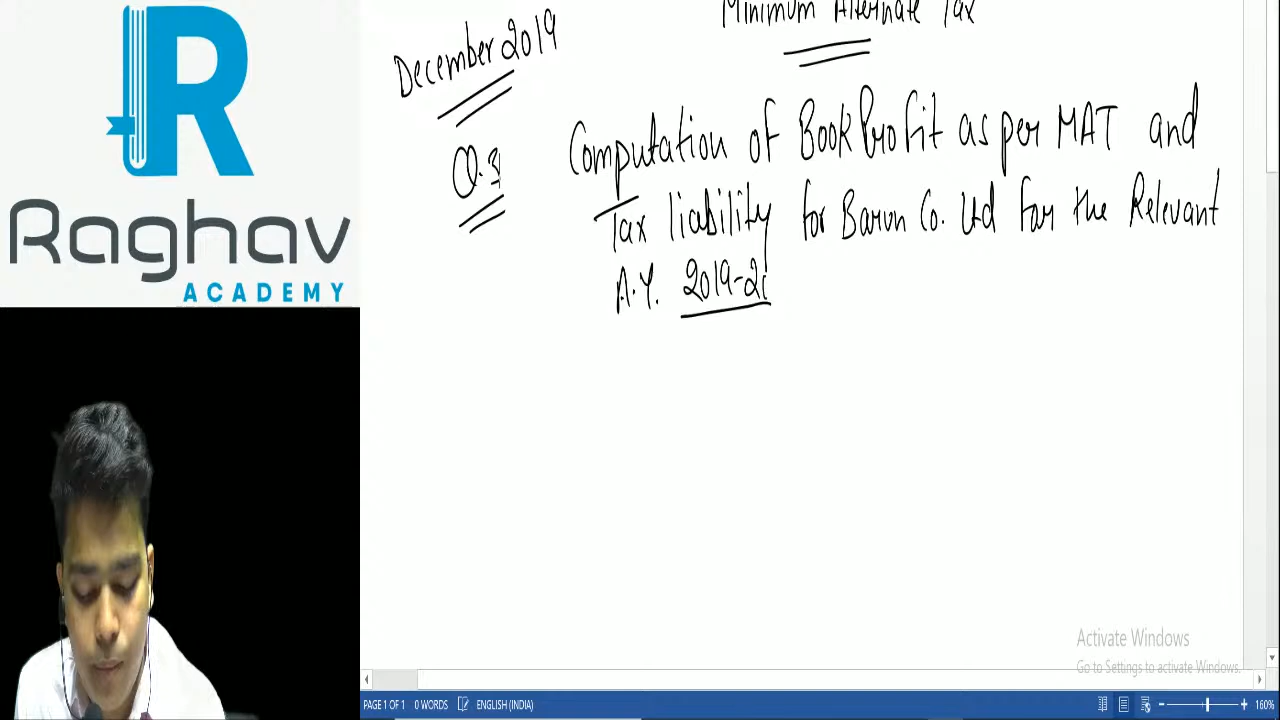 Raghav
ACADEMY
Minimum Alternate Tax
December 2019
Q.3
Computation of Book Profit as per MAT and
Tax liability for Baron Co. Ltd for the Relevant
A.Y. 2019-20
Activate Windows
Go to Settings to activate Windows.
PAGE 1 OF 1 0 WORDS ENGLISH (INDIA) 160%